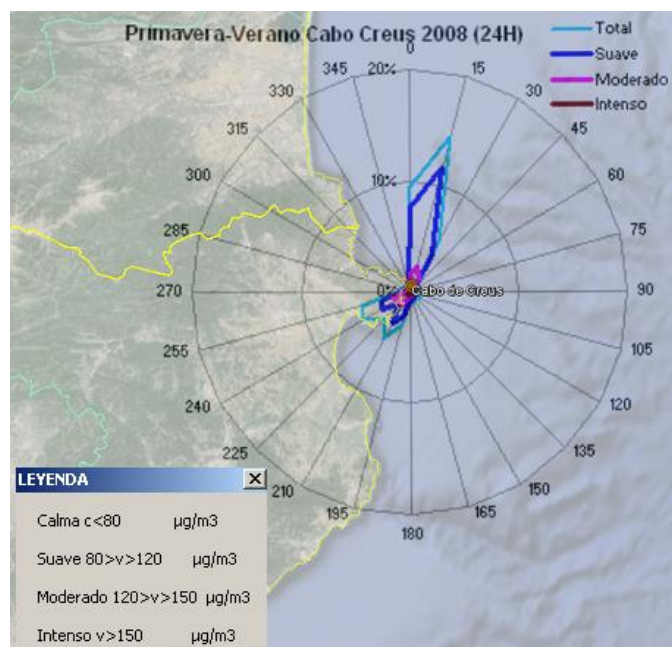 Primavera-Verano Cabo Creus 2008 (24H)
Total
Suave
Moderado
Intenso
0
15
30
45
60
75
90
105
120
135
150
165
180
195
210
225
240
255
270
285
300
315
330
345
20%
10%
0%
Cabo de Creus
LEYENDA
Calma c<80 µg/m3
Suave 80>v>120 µg/m3
Moderado 120>v>150 µg/m3
Intenso v>150 µg/m3